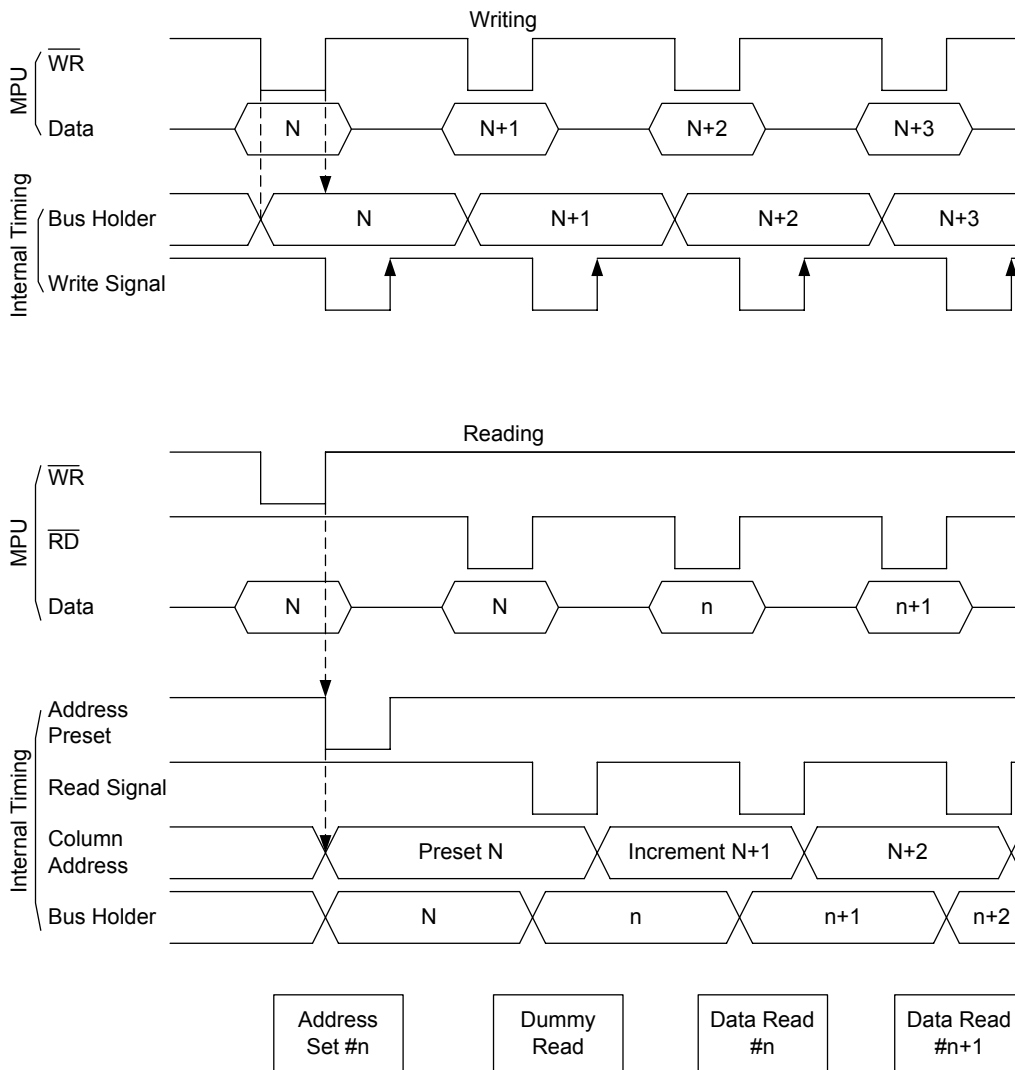 Writing
MPU
WR
Data
N
N+1
N+2
N+3
Internal Timing
Bus Holder
N
N+1
N+2
N+3
Write Signal
Reading
MPU
WR
RD
Data
N
N
n
n+1
Internal Timing
Address
Preset
Read Signal
Column
Address
Preset N
Increment N+1
N+2
Bus Holder
N
n
n+1
n+2
Address
Set #n
Dummy
Read
Data Read
#n
Data Read
#n+1